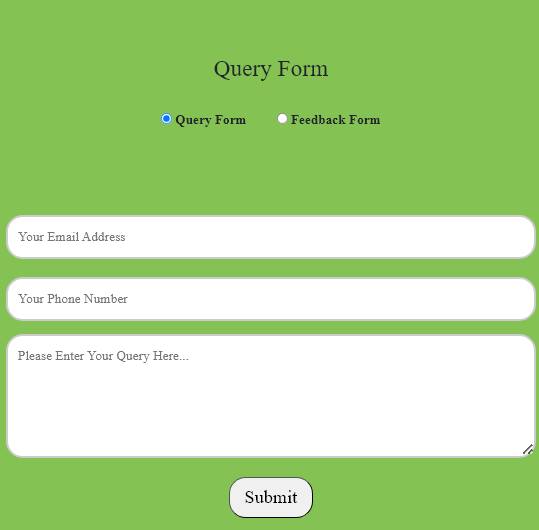 Query Form
Query Form Feedback Form
Your Email Address
Your Phone Number
Please Enter Your Query Here...
Submit